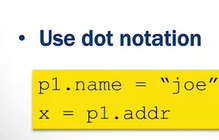 • Use dot notation
p1.name = “joe”
x = p1.addr